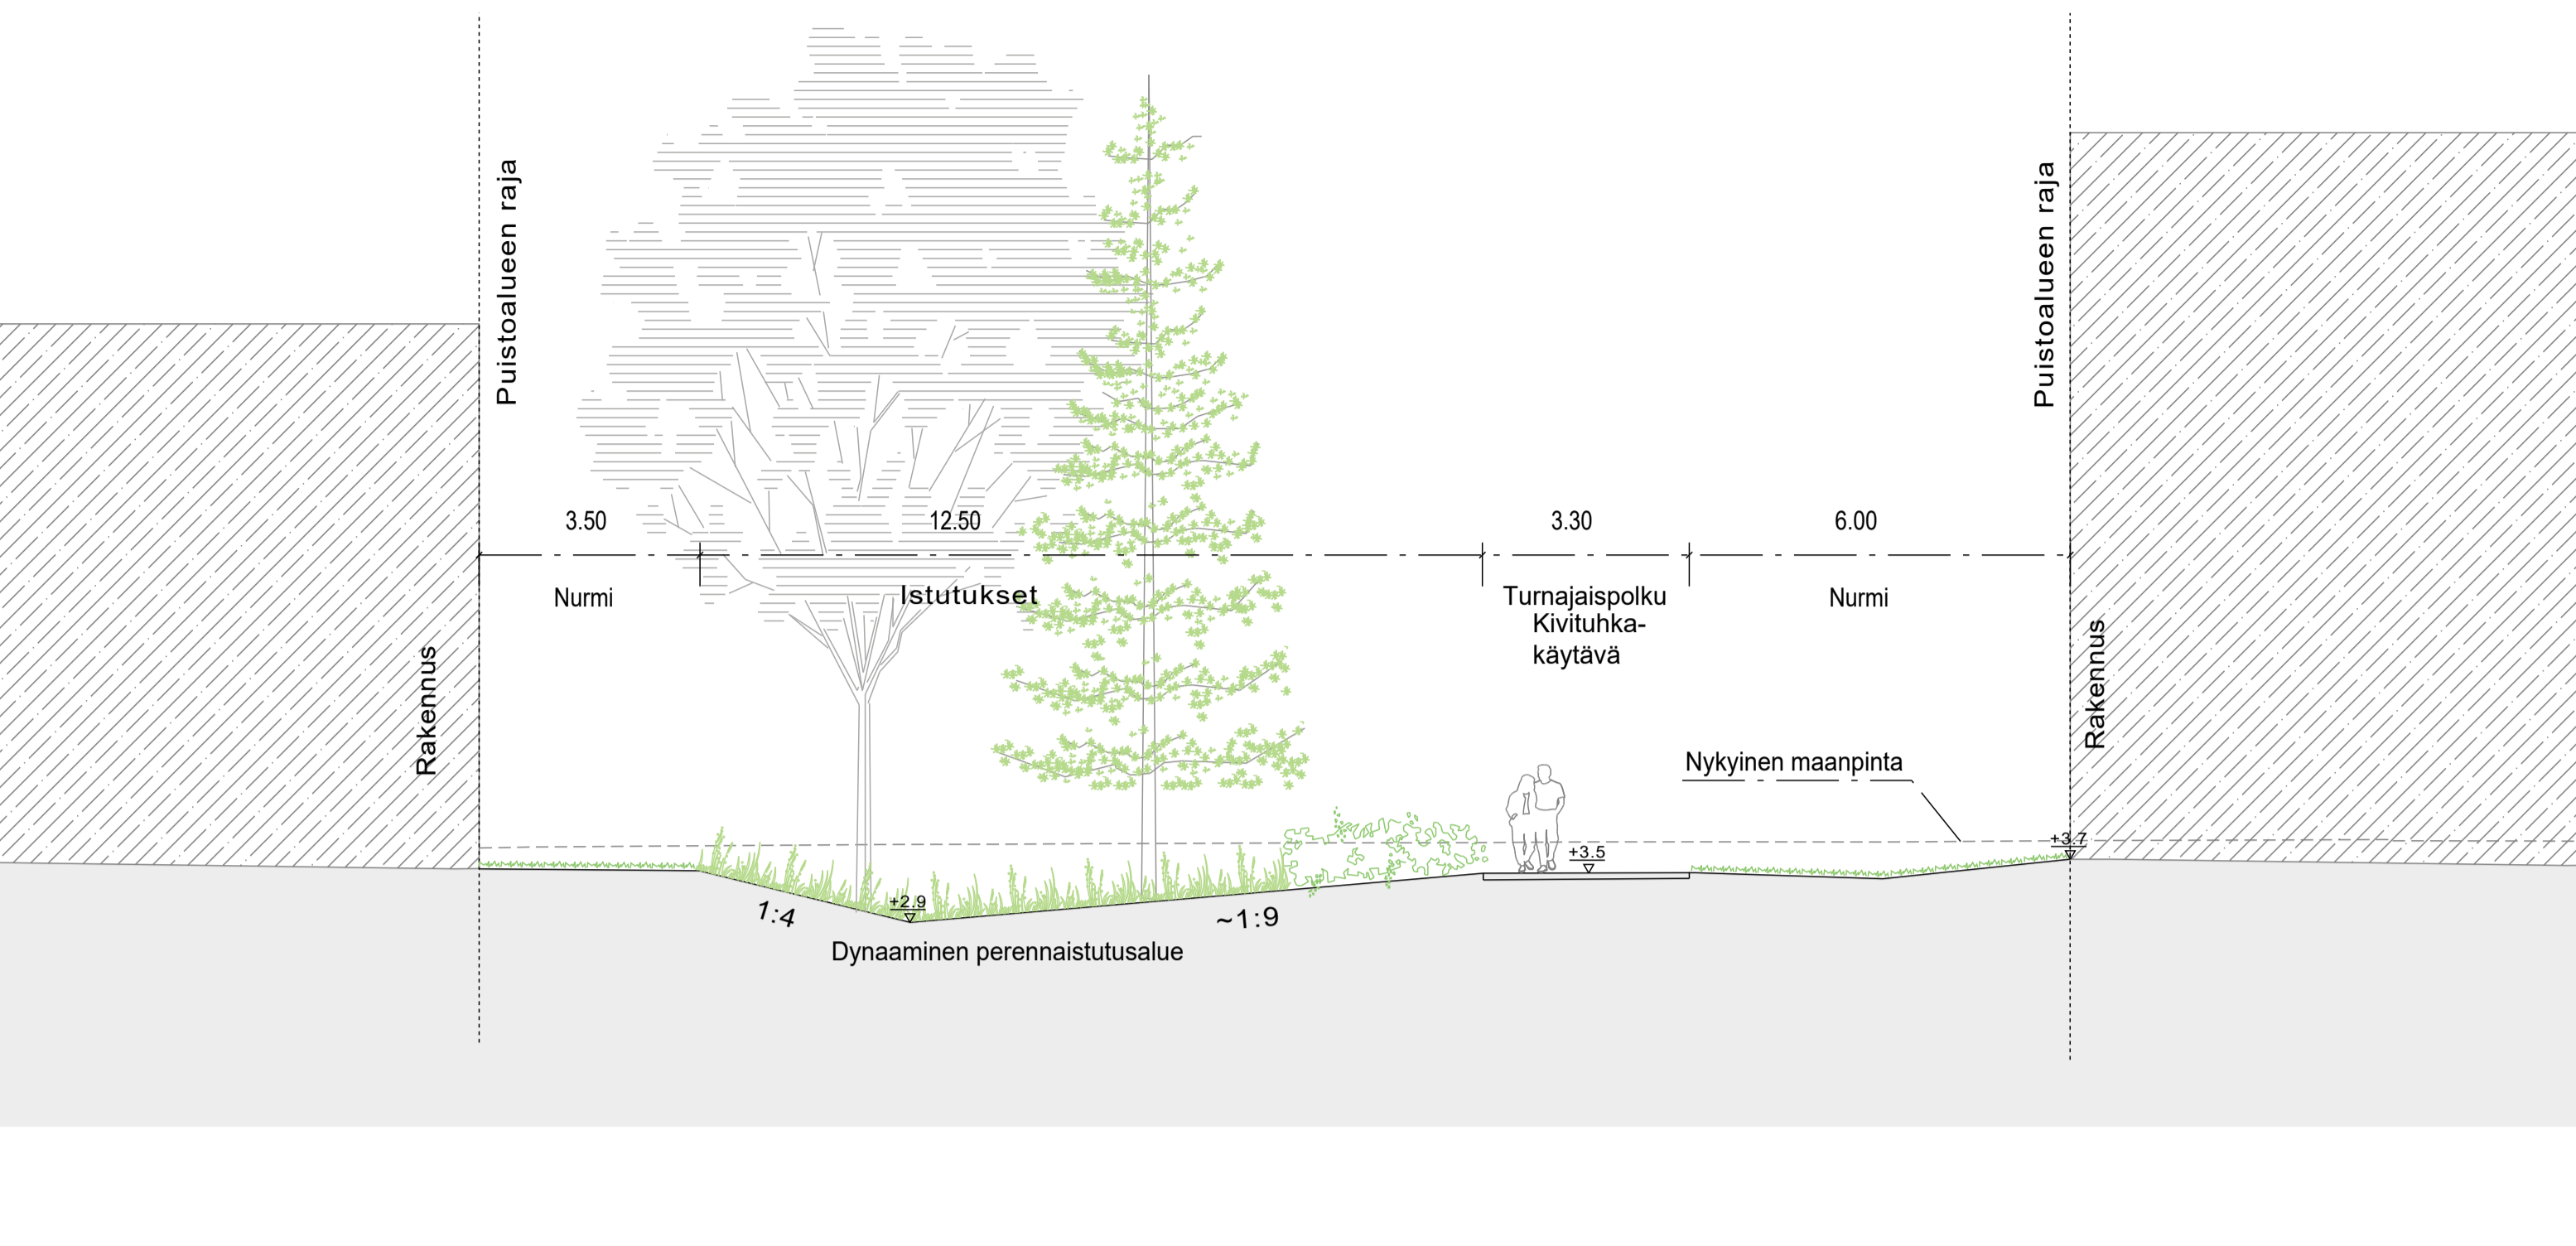 Puistoalueen raja
Puistoalueen raja
3.50
12.50
3.30
6.00
Nurmi
Istutukset
Turnajaispolku
Kivituhka-
käytävä
Nurmi
Rakennus
Rakennus
Nykyinen maanpinta
+3.7
+3.5
+2.9
1:4
~1:9
Dynaaminen perennaistutusalue